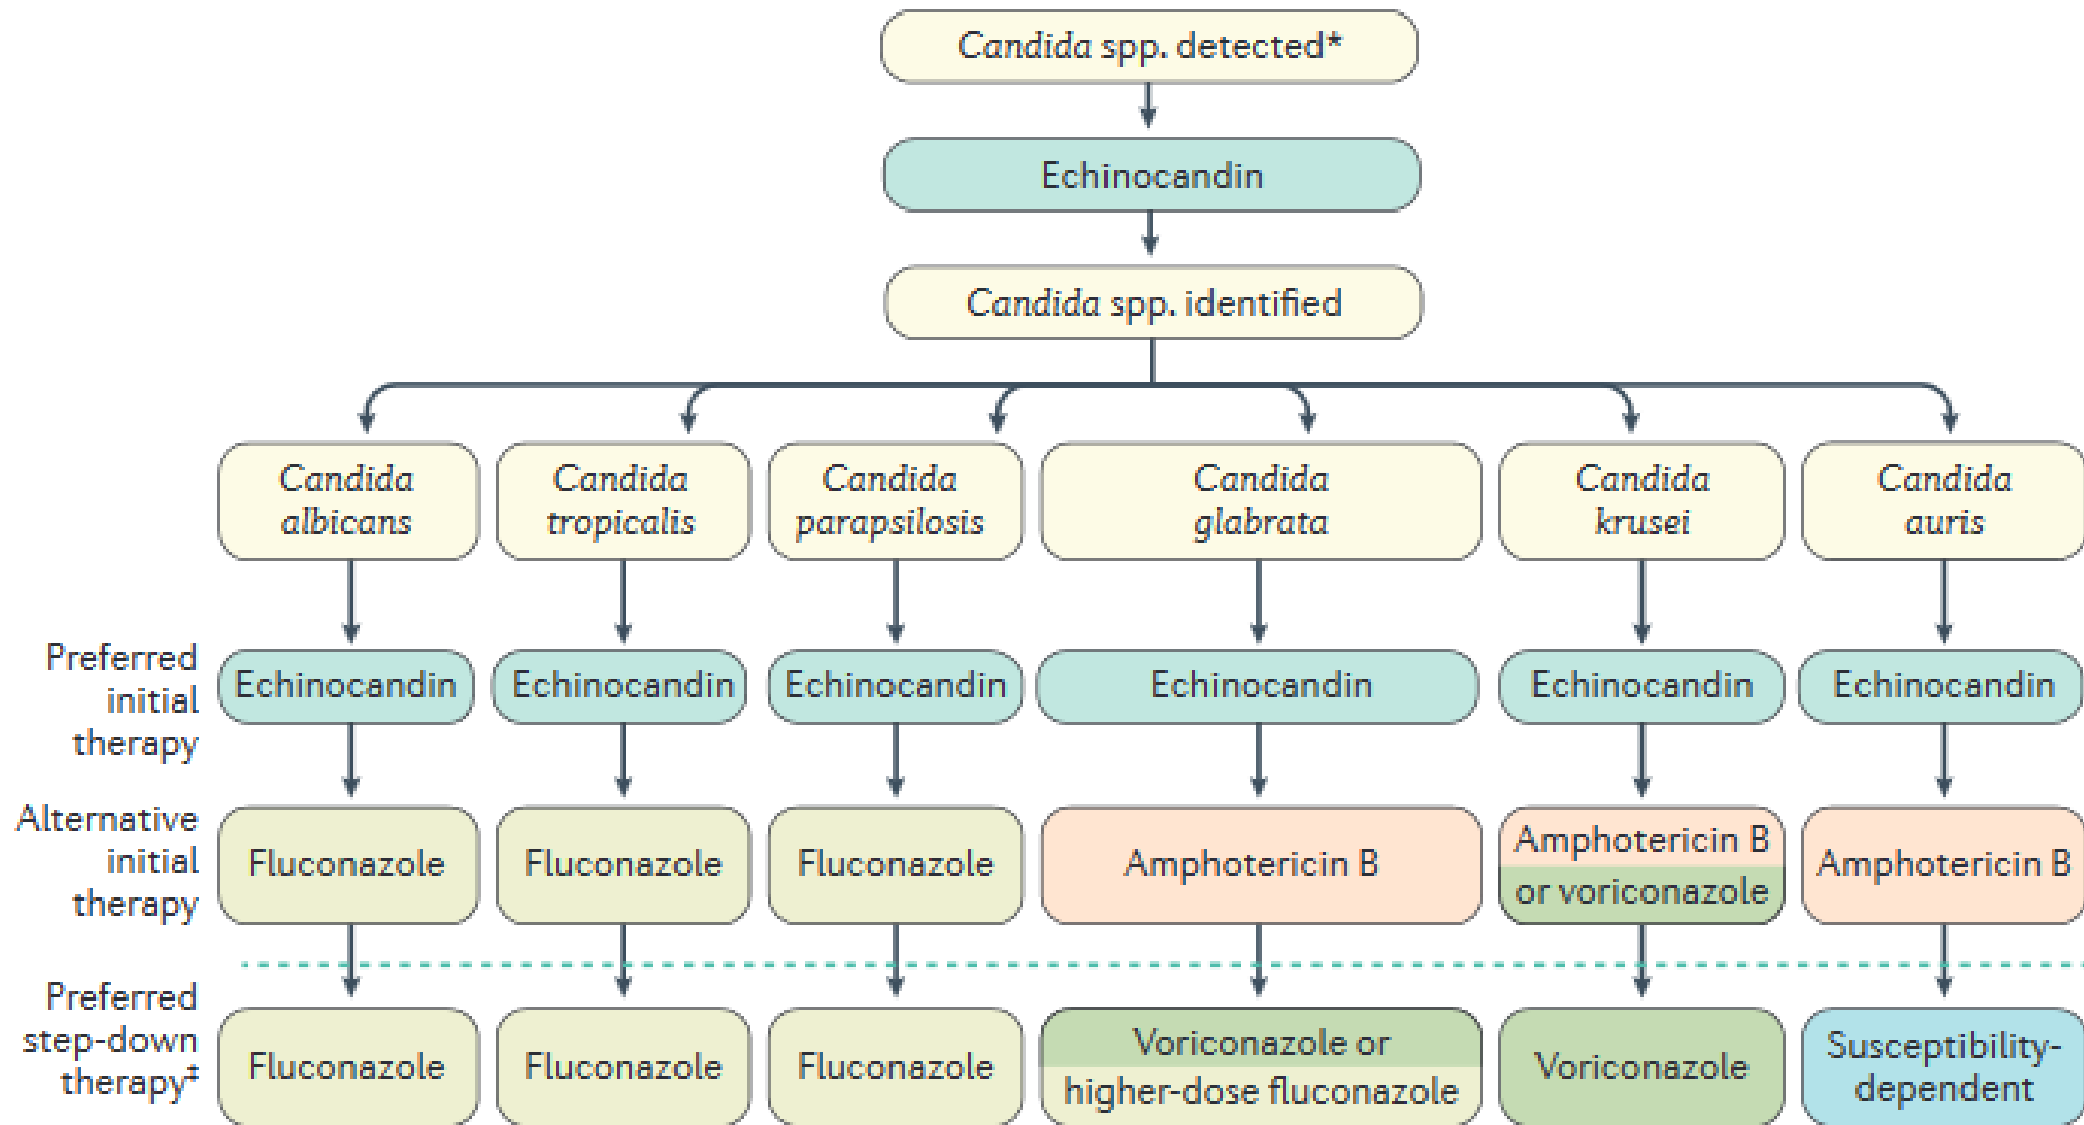 Candida spp. detected*
Echinocandin
Candida spp. identified
Candida
albicans
Candida
tropicalis
Candida
parapsilosis
Candida
glabrata
Candida
krusei
Candida
auris
Preferred
initial
therapy
Echinocandin
Echinocandin
Echinocandin
Echinocandin
Echinocandin
Echinocandin
Alternative
initial
therapy
Fluconazole
Fluconazole
Fluconazole
Amphotericin B
Amphotericin B
or voriconazole
Amphotericin B
Preferred
step-down
therapy‡
Fluconazole
Fluconazole
Fluconazole
Voriconazole or
higher-dose fluconazole
Voriconazole
Susceptibility-
dependent